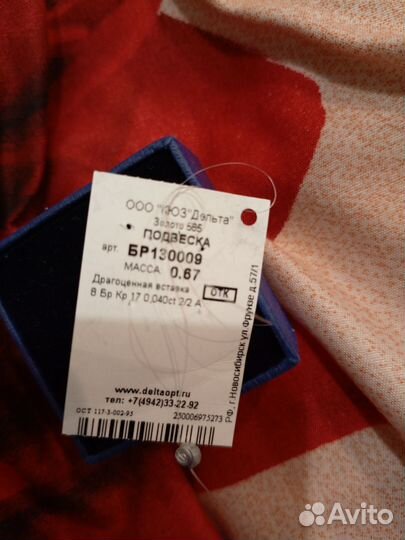 ООО "КЮЗ"Дельта"
Золото 585
ПОДВЕСКА
арт. БР130009
МАССА 0.67
Драгоценная вставка
8 Бр Кр 17 0,040ct 2/2 А
ОТК
www.deltaopt.ru
тел: +7(4942)33-22-92
ОСТ 117-3-002-95 250006975273
РФ, г.Новосибирск ул.Фрунзе д.57/1
Avito